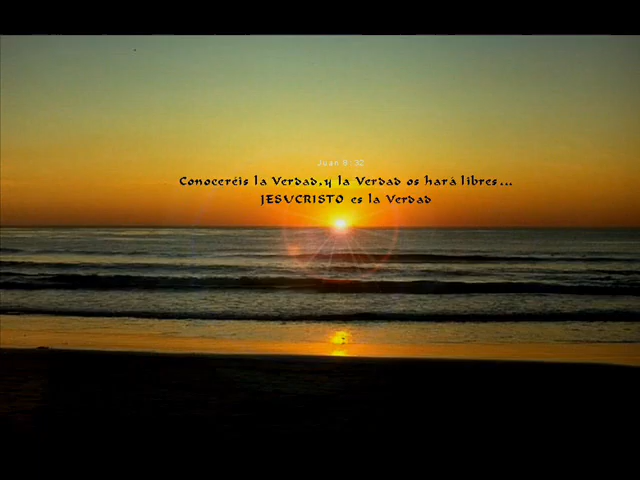 Juan 8:32
Conoceréis la Verdad,y la Verdad os hará libres...
JESUCRISTO es la Verdad